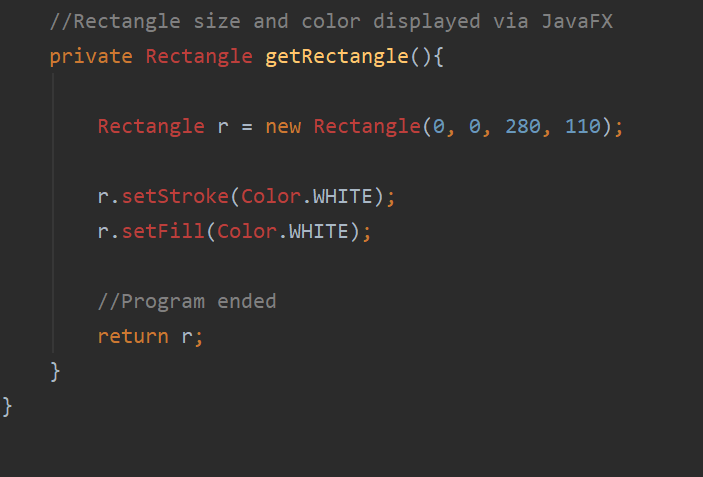 //Rectangle size and color displayed via JavaFX
private Rectangle getRectangle(){
Rectangle r = new Rectangle(0, 0, 280, 110);
r.setStroke(Color.WHITE);
r.setFill(Color.WHITE);
//Program ended
return r;
}
}